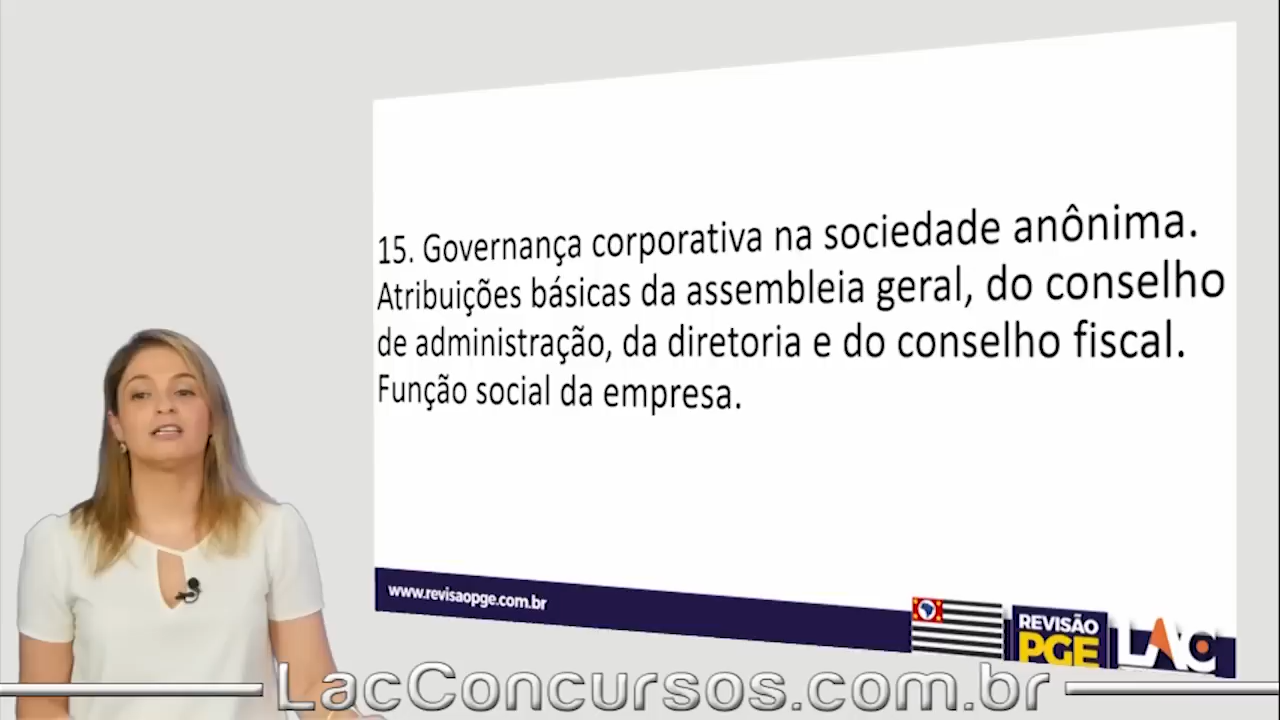 15. Governança corporativa na sociedade anônima.
Atribuições básicas da assembleia geral, do conselho
de administração, da diretoria e do conselho fiscal.
Função social da empresa.
www.revisaopge.com.br
REVISÃO
PGE
LAC
LacConcursos.com.br